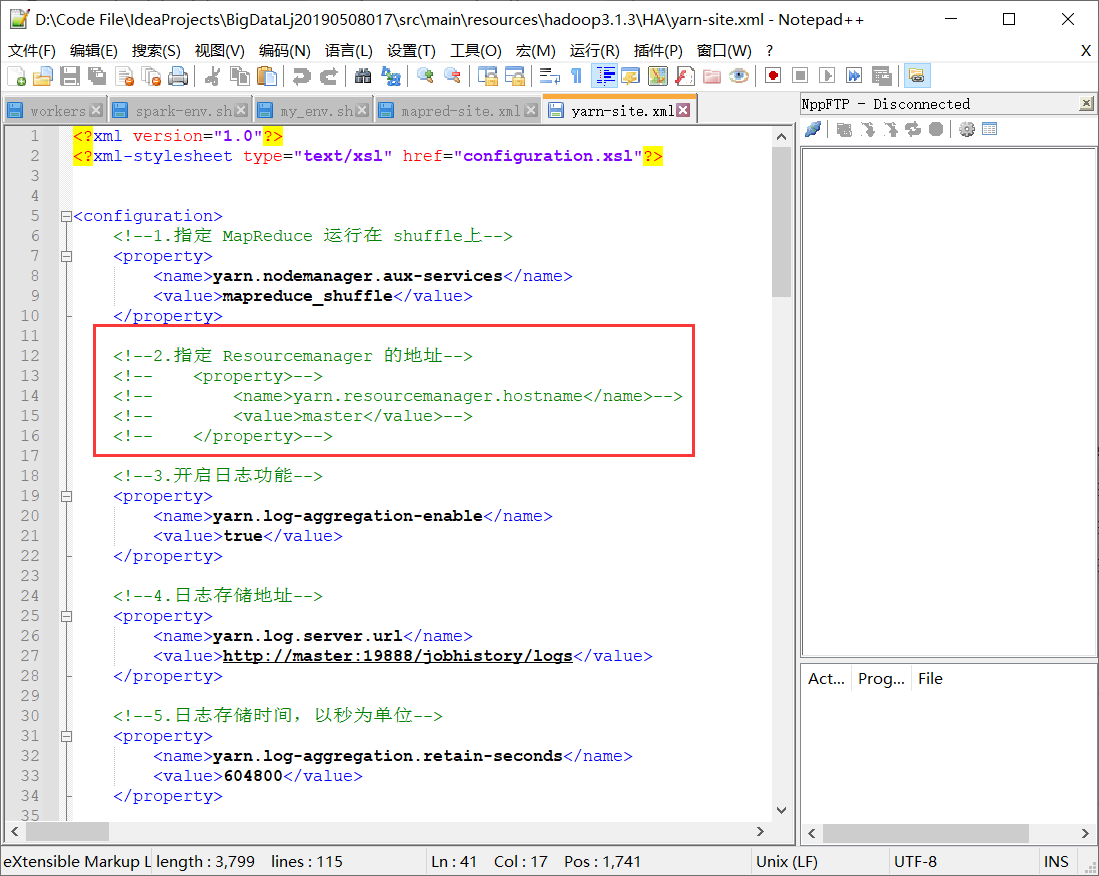 D:\Code File\IdeaProjects\BigDataLj20190508017\src\main\resources\hadoop3.1.3\HA\yarn-site.xml - Notepad++
文件(F) 编辑(E) 搜索(S) 视图(V) 编码(N) 语言(L) 设置(T) 工具(O) 宏(M) 运行(R) 插件(P) 窗口(W) ? X
workers spark-env.sh my_env.sh mapred-site.xml yarn-site.xml
NppFTP - Disconnected
1 <?xml version="1.0"?>
2 <?xml-stylesheet type="text/xsl" href="configuration.xsl"?>
3
4
5 <configuration>
6 <!--1.指定 MapReduce 运行在 shuffle上-->
7 <property>
8 <name>yarn.nodemanager.aux-services</name>
9 <value>mapreduce_shuffle</value>
10 </property>
11
12 <!--2.指定 Resourcemanager 的地址-->
13 <!-- <property>-->
14 <!-- <name>yarn.resourcemanager.hostname</name>-->
15 <!-- <value>master</value>-->
16 <!-- </property>-->
17
18 <!--3.开启日志功能-->
19 <property>
20 <name>yarn.log-aggregation-enable</name>
21 <value>true</value>
22 </property>
23
24 <!--4.日志存储地址-->
25 <property>
26 <name>yarn.log.server.url</name>
27 <value>http://master:19888/jobhistory/logs</value>
28 </property>
29
30 <!--5.日志存储时间，以秒为单位-->
31 <property>
32 <name>yarn.log-aggregation.retain-seconds</name>
33 <value>604800</value>
34 </property>
35
Act... Prog... File
eXtensible Markup L length : 3,799 lines : 115 Ln : 41 Col : 17 Pos : 1,741 Unix (LF) UTF-8 INS